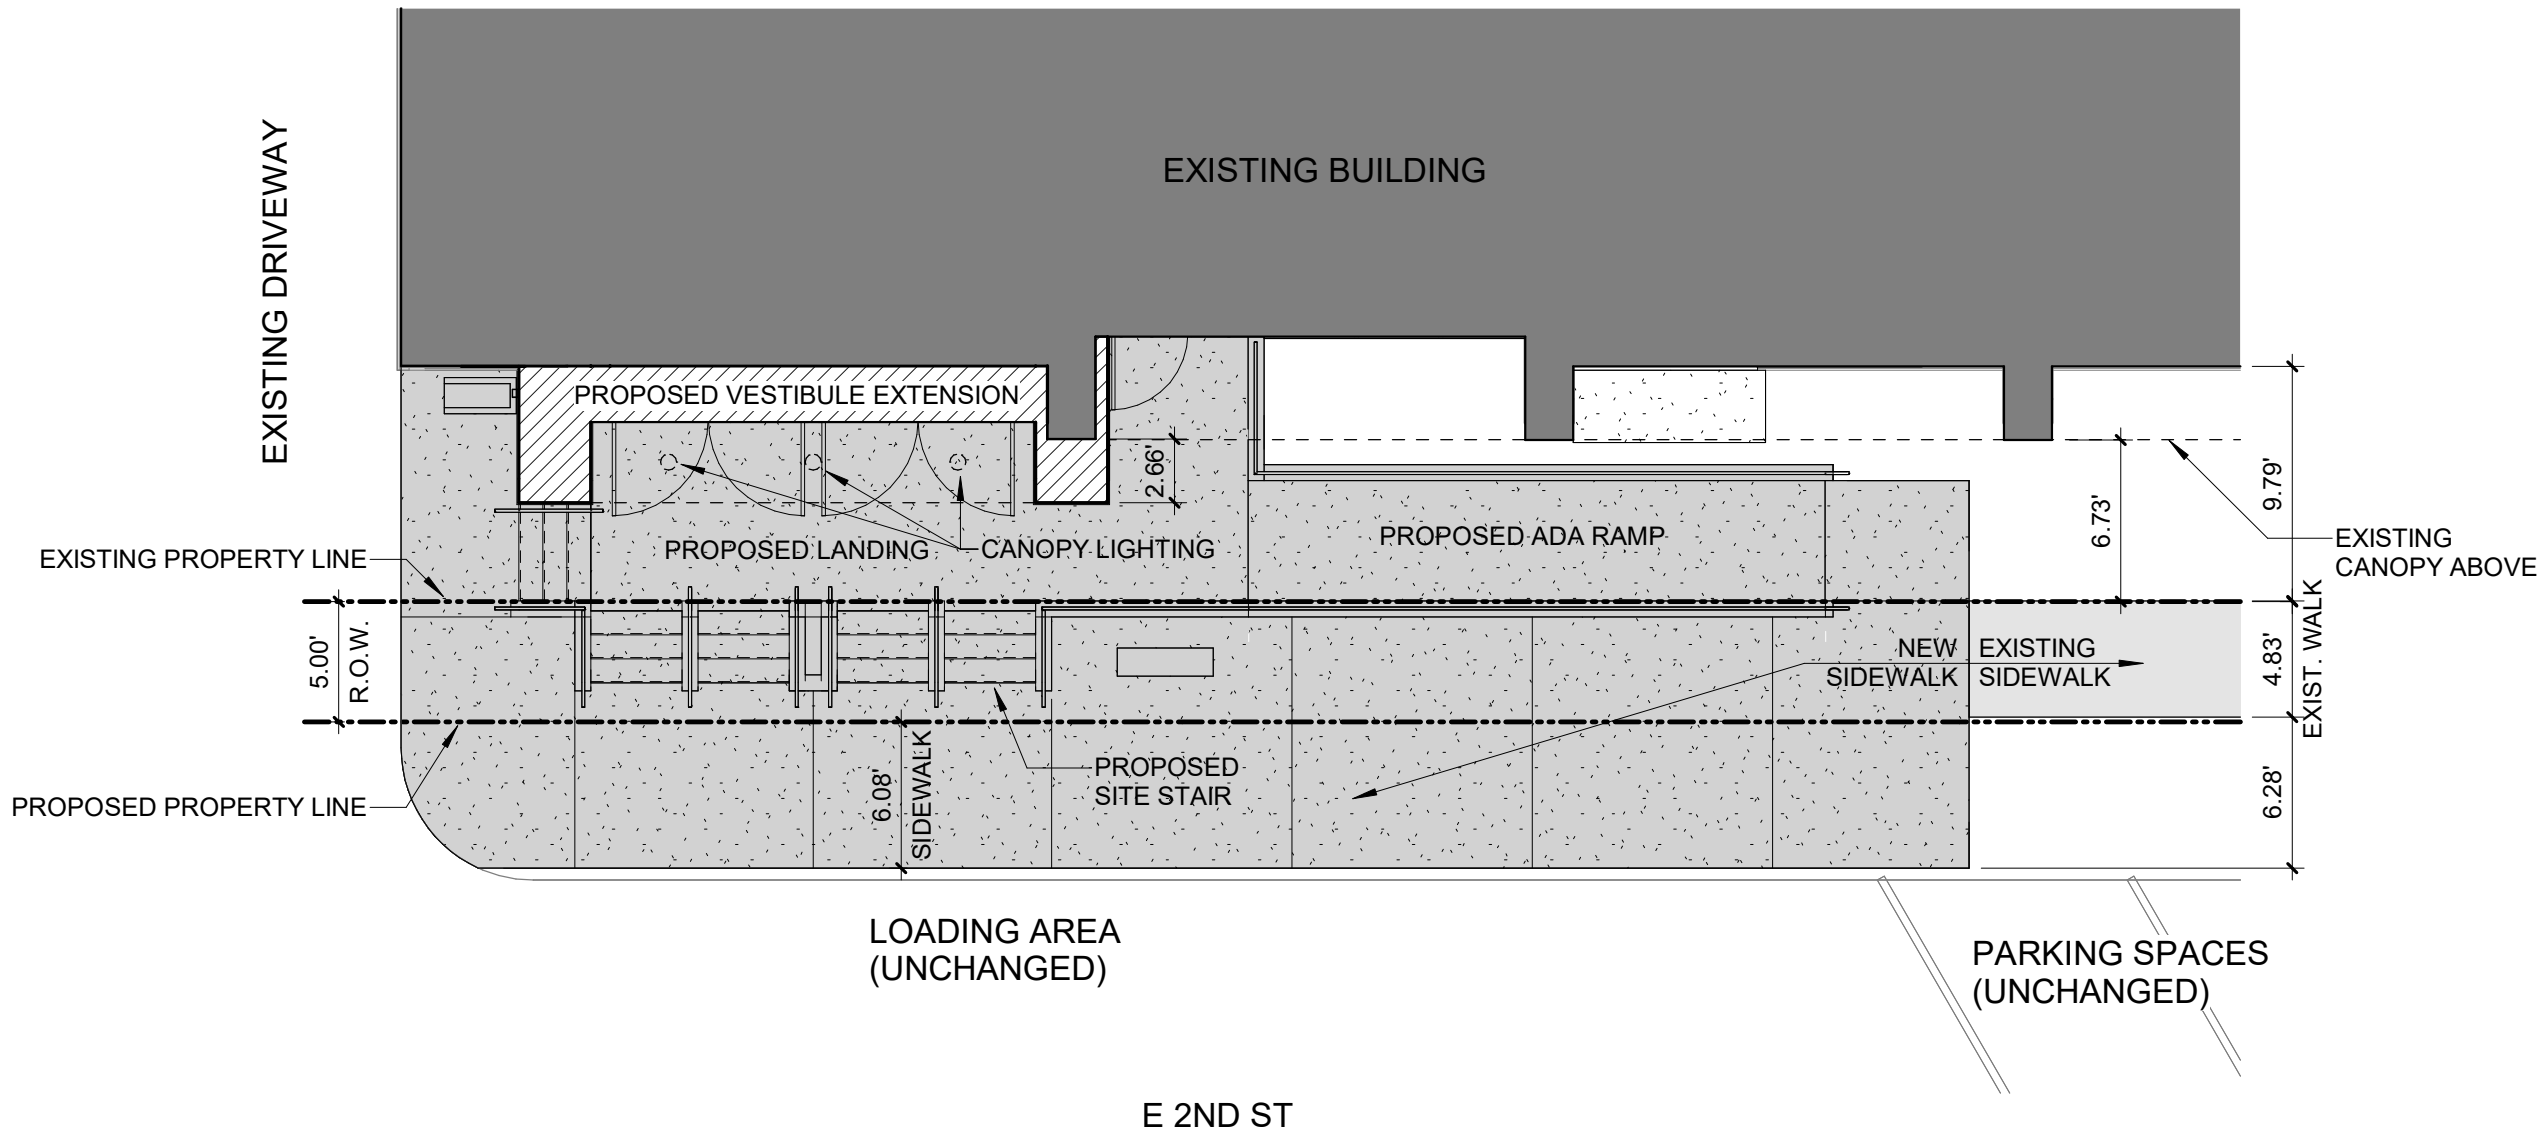 EXISTING DRIVEWAY
EXISTING BUILDING
PROPOSED VESTIBULE EXTENSION
2.66'
9.79'
6.73'
PROPOSED ADA RAMP
PROPOSED LANDING
CANOPY LIGHTING
EXISTING
CANOPY ABOVE
EXISTING PROPERTY LINE
5.00'
R.O.W.
NEW
SIDEWALK
EXISTING
SIDEWALK
4.83'
EXIST. WALK
PROPOSED
SITE STAIR
6.08'
SIDEWALK
6.28'
PROPOSED PROPERTY LINE
LOADING AREA
(UNCHANGED)
PARKING SPACES
(UNCHANGED)
E 2ND ST